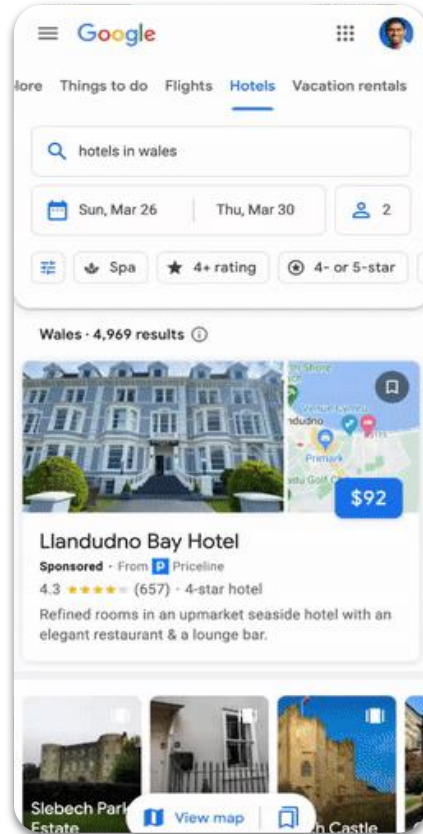 Google
lore Things to do Flights Hotels Vacation rentals
hotels in wales
Sun, Mar 26 Thu, Mar 30 2
Spa 4+ rating 4- or 5-star
Wales · 4,969 results
Venue Cymru
Primark
$92
Llandudno Bay Hotel
Sponsored · From P Priceline
4.3 (657) · 4-star hotel
Refined rooms in an upmarket seaside hotel with an
elegant restaurant & a lounge bar.
Slebech Park
Estate
h Castle
View map